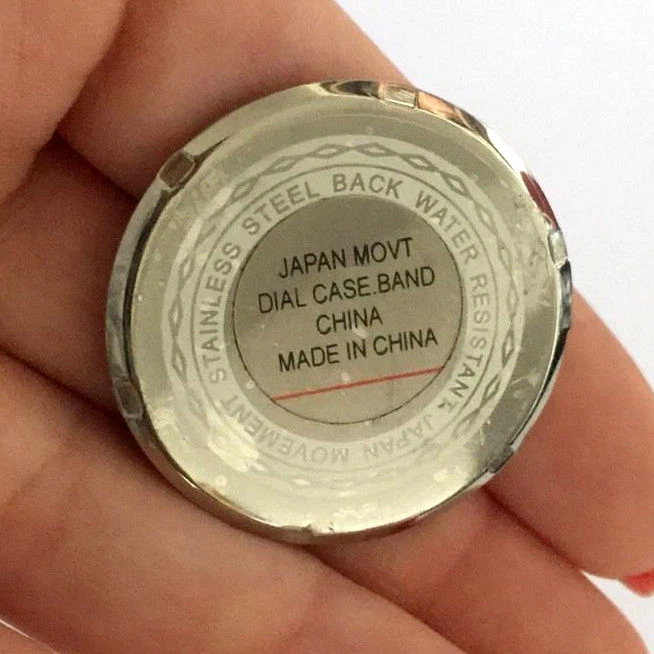 STAINLESS STEEL BACK WATER RESISTANT JAPAN MOVEMENT
JAPAN MOVT
DIAL CASE.BAND
CHINA
MADE IN CHINA